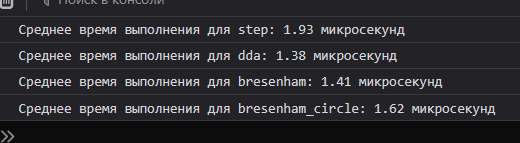 Поиск в консоли
Среднее время выполнения для step: 1.93 микросекунд
Среднее время выполнения для dda: 1.38 микросекунд
Среднее время выполнения для bresenham: 1.41 микросекунд
Среднее время выполнения для bresenham_circle: 1.62 микросекунд